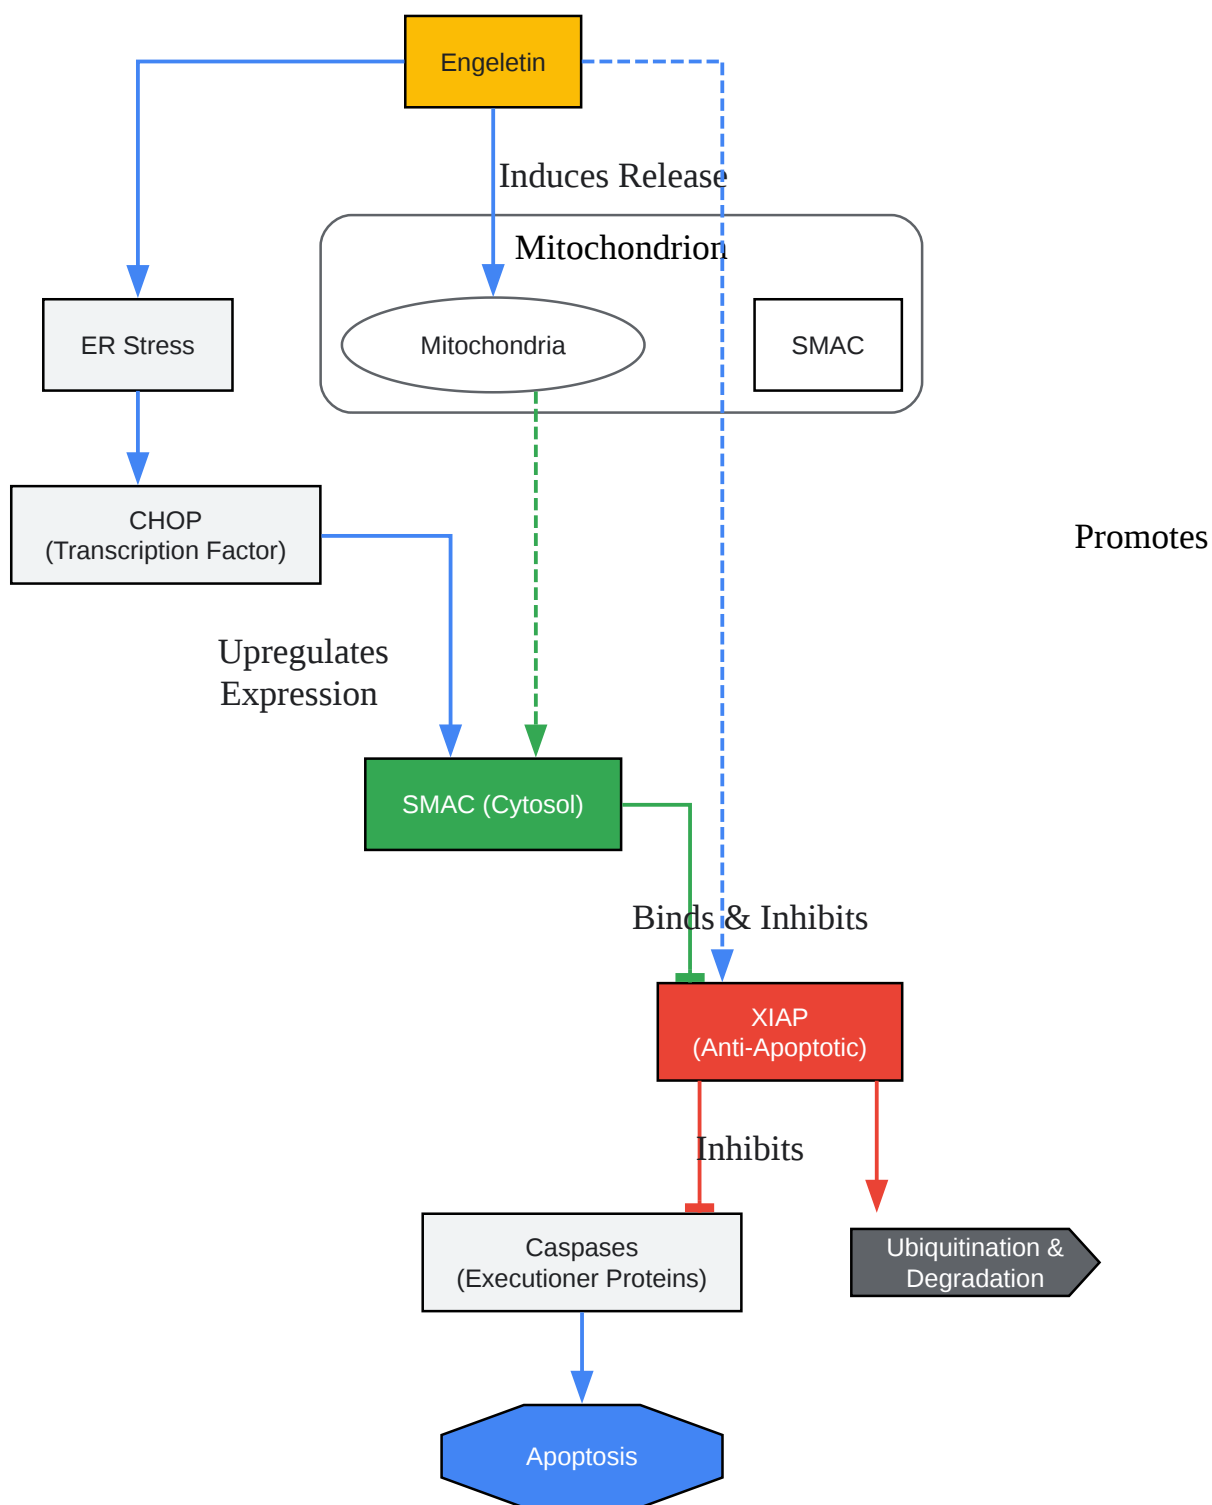 Engeletin
Induces Release
Mitochondrion
ER Stress
Mitochondria
SMAC
CHOP
(Transcription Factor)
Promotes
Upregulates
Expression
SMAC (Cytosol)
Binds & Inhibits
XIAP
(Anti-Apoptotic)
Inhibits
Caspases
(Executioner Proteins)
Ubiquitination &
Degradation
Apoptosis